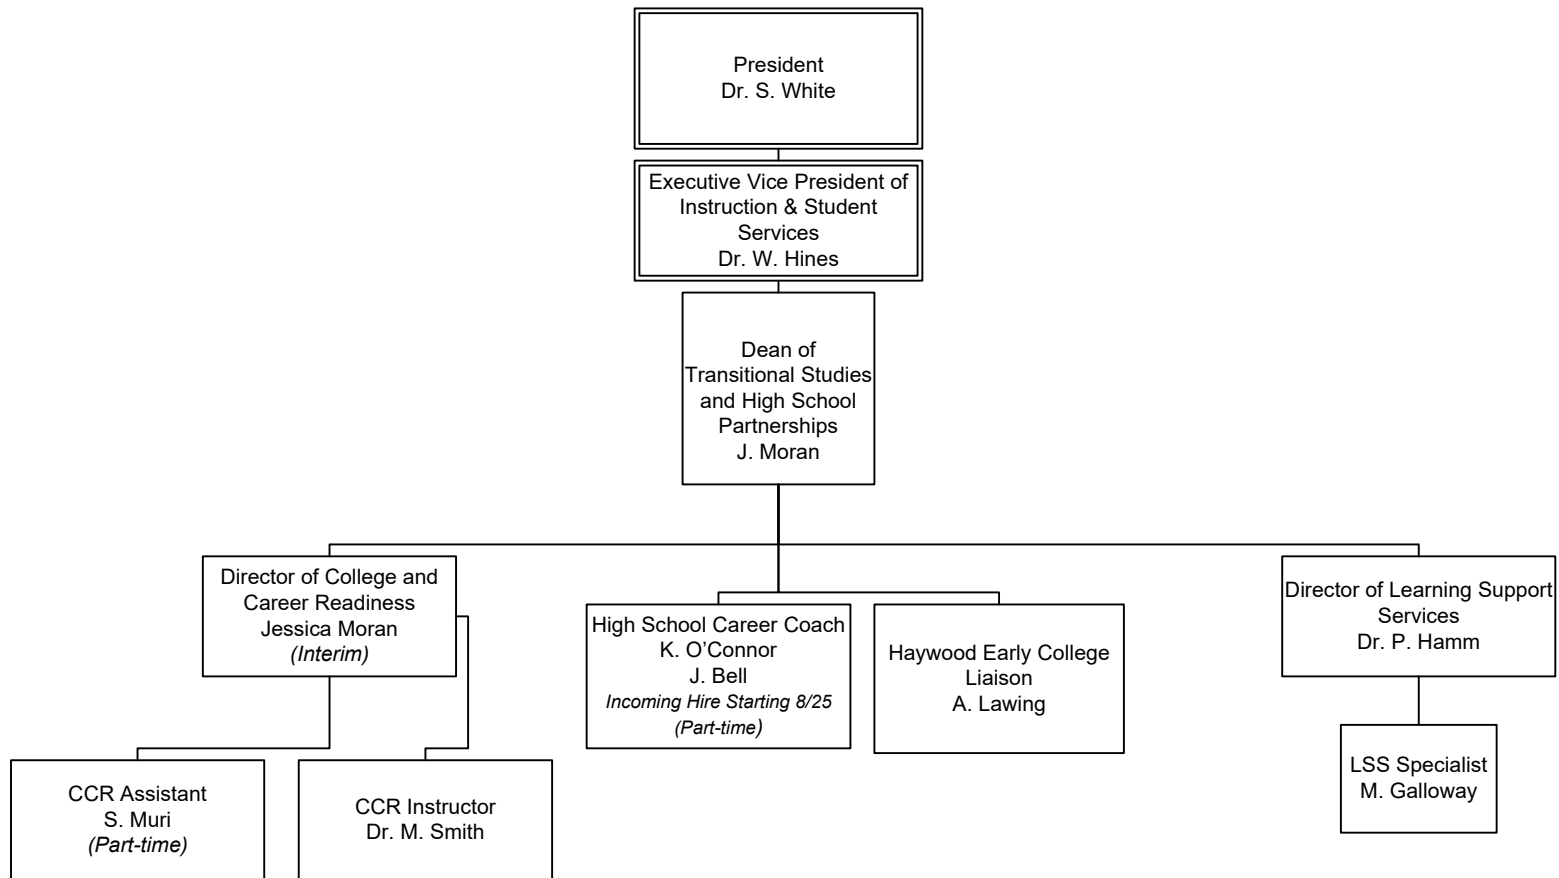 President
Dr. S. White
Executive Vice President of
Instruction & Student
Services
Dr. W. Hines
Dean of
Transitional Studies
and High School
Partnerships
J. Moran
Director of College and
Career Readiness
Jessica Moran
(Interim)
High School Career Coach
K. O’Connor
J. Bell
Incoming Hire Starting 8/25
(Part-time)
Haywood Early College
Liaison
A. Lawing
Director of Learning Support
Services
Dr. P. Hamm
CCR Assistant
S. Muri
(Part-time)
CCR Instructor
Dr. M. Smith
LSS Specialist
M. Galloway